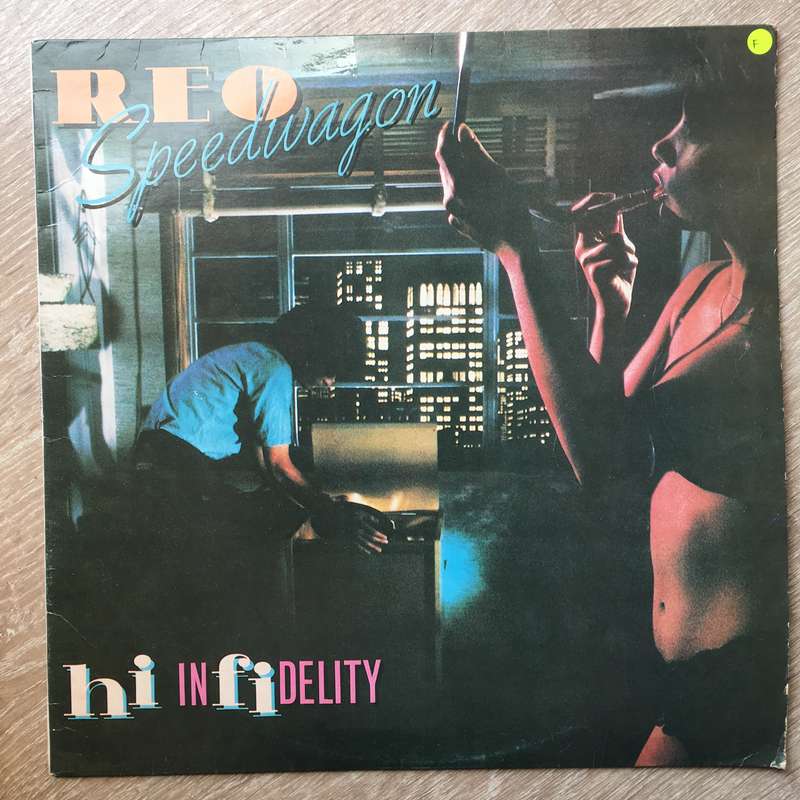 REO
Speedwagon
F
hi INfiDELITY